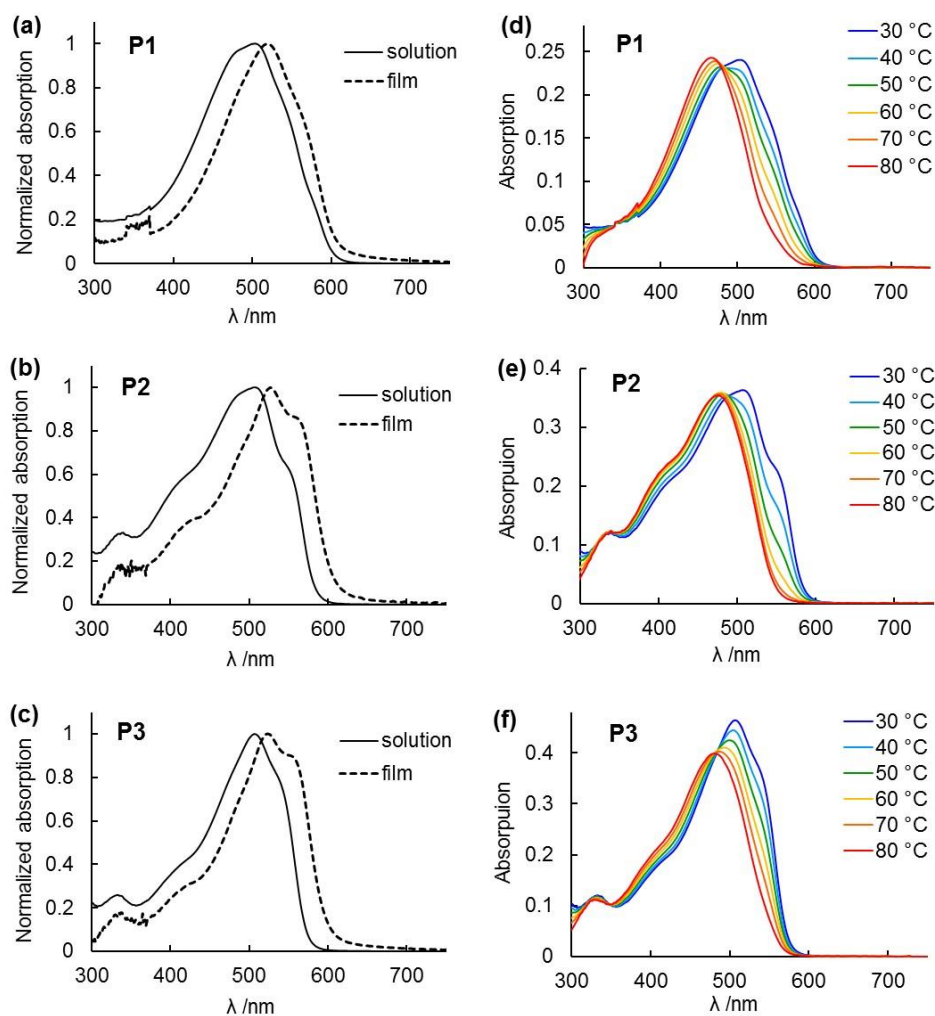 (a)
P1
solution
film
Normalized absorption
1
0.8
0.6
0.4
0.2
0
300 400 500 600 700
λ /nm
(d)
P1
30 °C
40 °C
50 °C
60 °C
70 °C
80 °C
Absorption
0.25
0.20
0.15
0.10
0.05
0
300 400 500 600 700
λ /nm
(b)
P2
solution
film
Normalized absorption
1
0.8
0.6
0.4
0.2
0
300 400 500 600 700
λ /nm
(e)
P2
30 °C
40 °C
50 °C
60 °C
70 °C
80 °C
Absorpuion
0.4
0.3
0.2
0.1
0
300 400 500 600 700
λ /nm
(c)
P3
solution
film
Normalized absorption
1
0.8
0.6
0.4
0.2
0
300 400 500 600 700
λ /nm
(f)
P3
30 °C
40 °C
50 °C
60 °C
70 °C
80 °C
Absorpuion
0.4
0.3
0.2
0.1
0
300 400 500 600 700
λ /nm